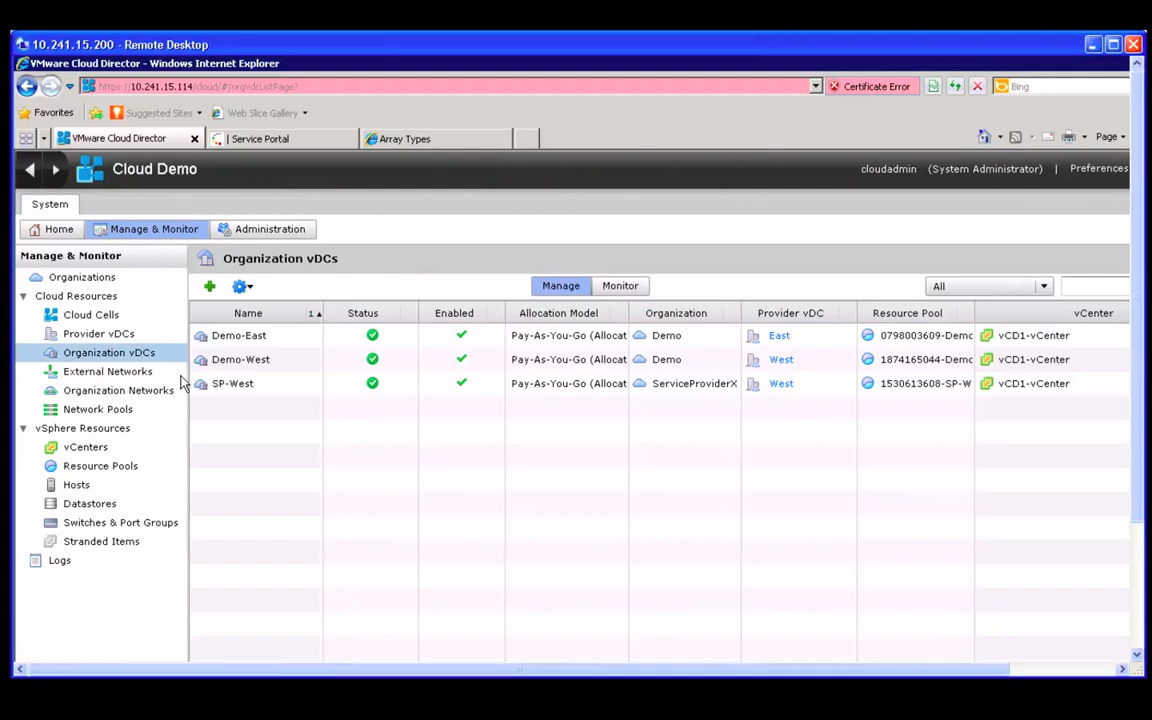 10.241.15.200 - Remote Desktop
VMware Cloud Director - Windows Internet Explorer
https://10.241.15.114/cloud/#/orgVdcListPage?
Certificate Error
Bing
Favorites
Suggested Sites
Web Slice Gallery
VMware Cloud Director
Service Portal
Array Types
Page
Cloud Demo
cloudadmin (System Administrator) | Preferences
System
Home
Manage & Monitor
Administration
Manage & Monitor
Organizations
Cloud Resources
Cloud Cells
Provider vDCs
Organization vDCs
External Networks
Organization Networks
Network Pools
vSphere Resources
vCenters
Resource Pools
Hosts
Datastores
Switches & Port Groups
Stranded Items
Logs
Organization vDCs
Manage
Monitor
All
Name 1 Status Enabled Allocation Model Organization Provider vDC Resource Pool vCenter
Demo-East Pay-As-You-Go (Allocat Demo East 0798003609-Demo vCD1-vCenter
Demo-West Pay-As-You-Go (Allocat Demo West 1874165044-Demo vCD1-vCenter
SP-West Pay-As-You-Go (Allocat ServiceProviderX West 1530613608-SP-W vCD1-vCenter